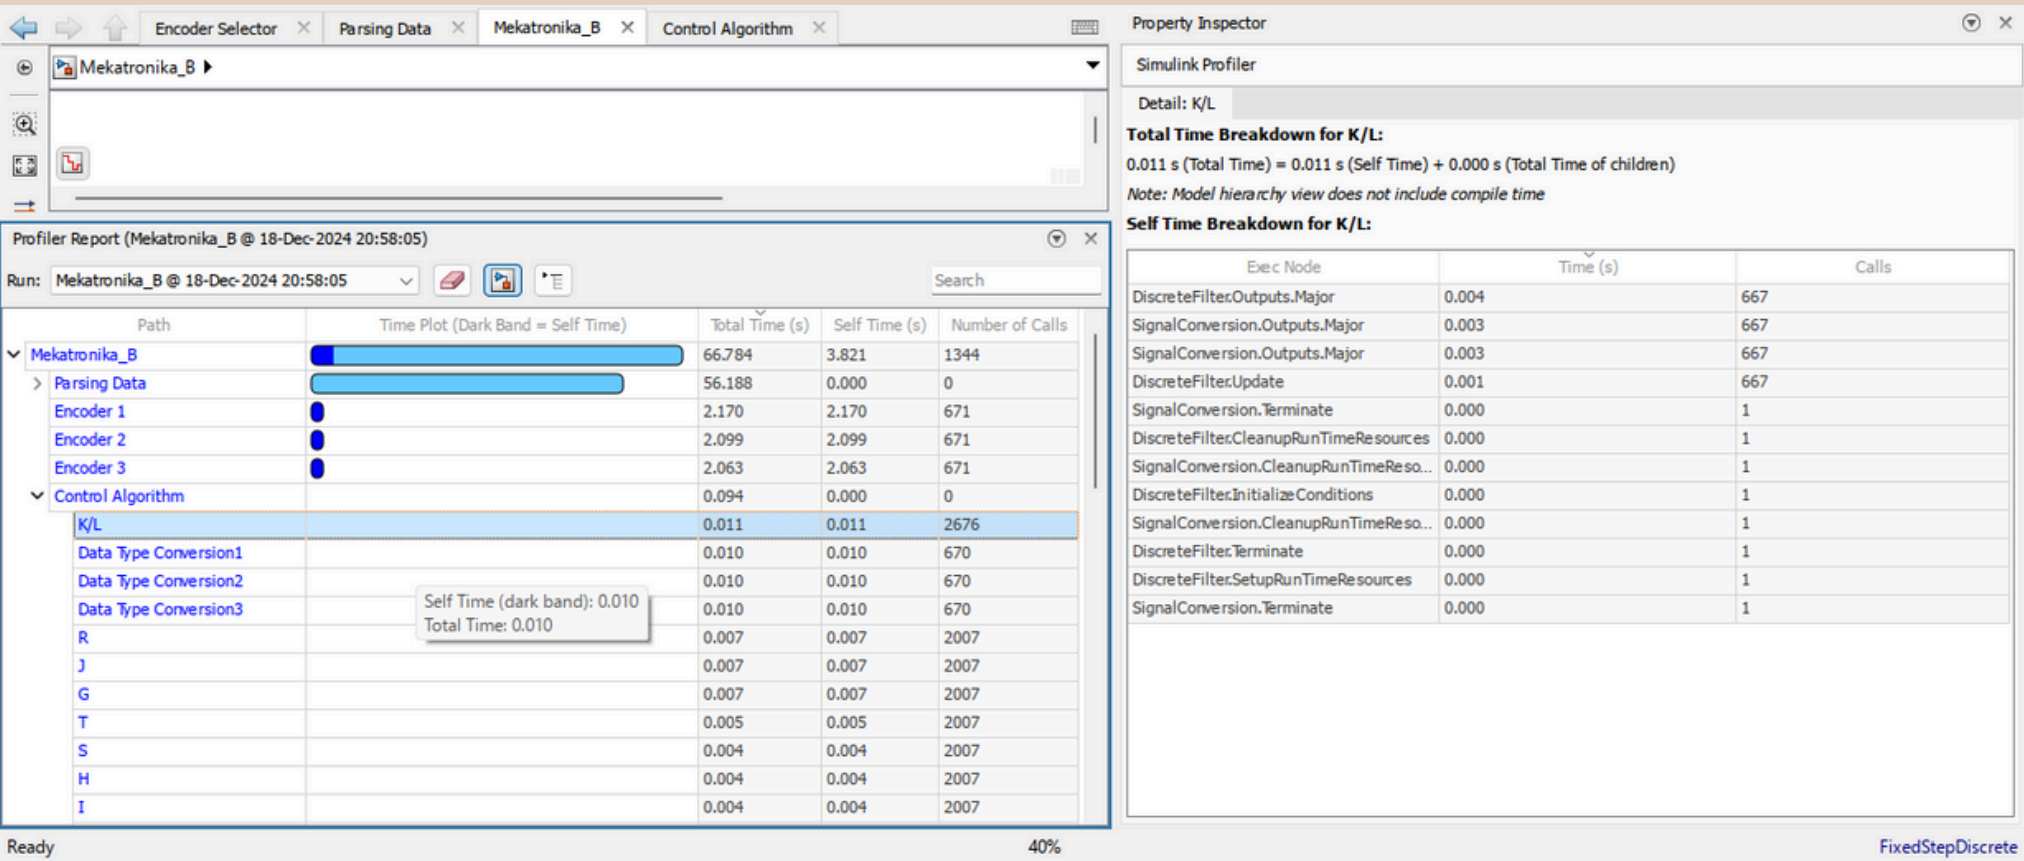 Encoder Selector × Parsing Data × Mekatronika_B × Control Algorithm ×
Mekatronika_B
Profiler Report (Mekatronika_B @ 18-Dec-2024 20:58:05)
Run: Mekatronika_B @ 18-Dec-2024 20:58:05 Search
Path Time Plot (Dark Band = Self Time) Total Time (s) Self Time (s) Number of Calls
Mekatronika_B 66.784 3.821 1344
Parsing Data 56.188 0.000 0
Encoder 1 2.170 2.170 671
Encoder 2 2.099 2.099 671
Encoder 3 2.063 2.063 671
Control Algorithm 0.094 0.000 0
K/L 0.011 0.011 2676
Data Type Conversion1 0.010 0.010 670
Data Type Conversion2 0.010 0.010 670
Data Type Conversion3 0.010 0.010 670
Self Time (dark band): 0.010
Total Time: 0.010
R 0.007 0.007 2007
J 0.007 0.007 2007
G 0.007 0.007 2007
T 0.005 0.005 2007
S 0.004 0.004 2007
H 0.004 0.004 2007
I 0.004 0.004 2007
Property Inspector
Simulink Profiler
Detail: K/L
Total Time Breakdown for K/L:
0.011 s (Total Time) = 0.011 s (Self Time) + 0.000 s (Total Time of children)
Note: Model hierarchy view does not include compile time
Self Time Breakdown for K/L:
Exec Node Time (s) Calls
DiscreteFilter.Outputs.Major 0.004 667
SignalConversion.Outputs.Major 0.003 667
SignalConversion.Outputs.Major 0.003 667
DiscreteFilter.Update 0.001 667
SignalConversion.Terminate 0.000 1
DiscreteFilter.CleanupRunTimeResources 0.000 1
SignalConversion.CleanupRunTimeReso... 0.000 1
DiscreteFilter.InitializeConditions 0.000 1
SignalConversion.CleanupRunTimeReso... 0.000 1
DiscreteFilter.Terminate 0.000 1
DiscreteFilter.SetupRunTimeResources 0.000 1
SignalConversion.Terminate 0.000 1
Ready 40% FixedStepDiscrete